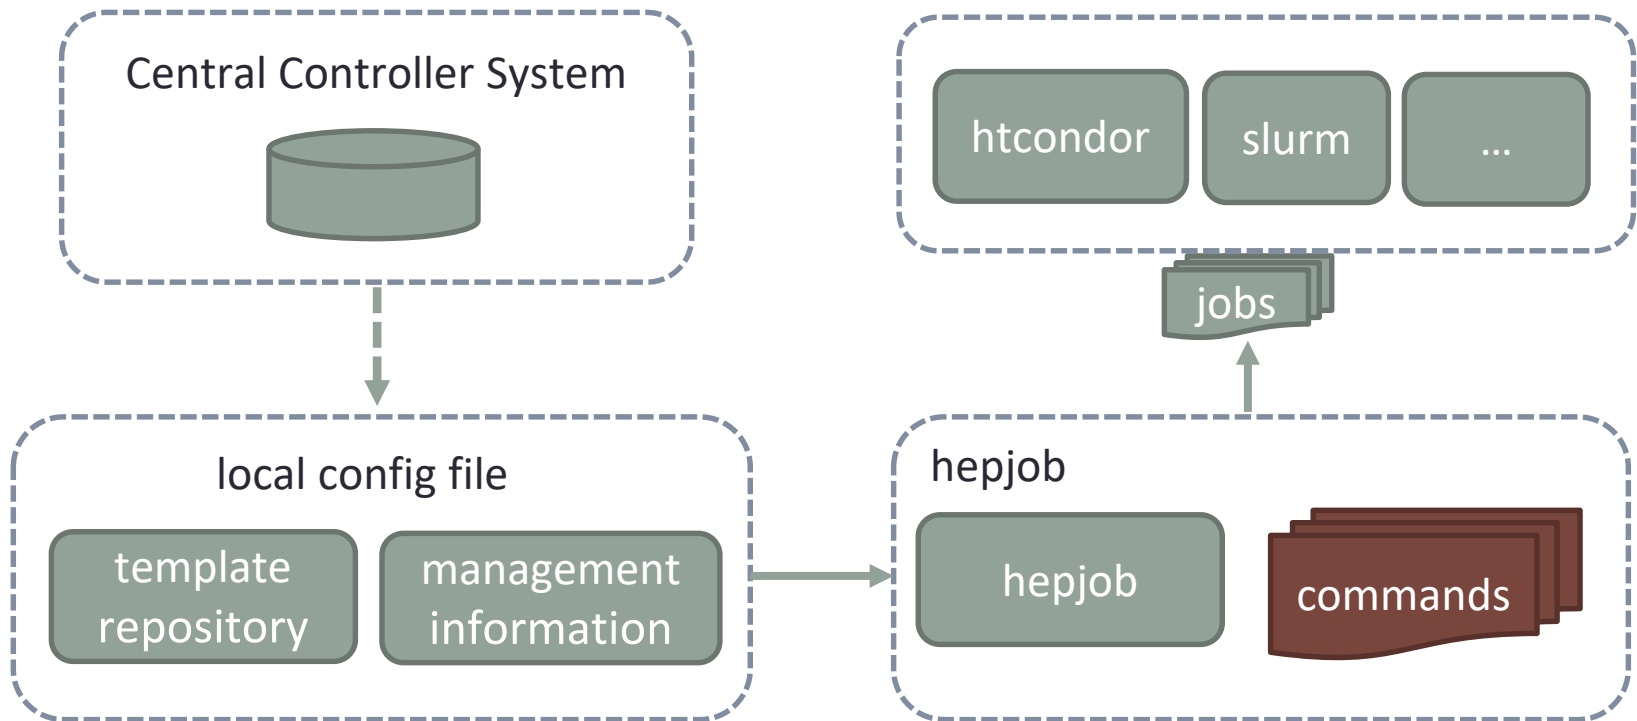 Central Controller System
htcondor
slurm
...
jobs
local config file
template
repository
management
information
hepjob
hepjob
commands